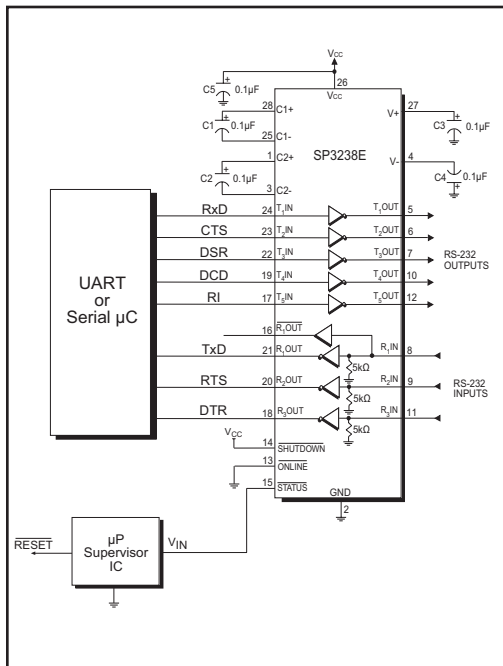 VCC
26
VCC
C5
+
0.1µF
28
C1+
C1
+
0.1µF
25
C1-
1
C2+
C2
+
0.1µF
3
C2-
SP3238E
27
V+
C3
+
0.1µF
4
V-
C4
+
0.1µF
UART
or
Serial µC
RxD 24 T1IN T1OUT 5
CTS 23 T2IN T2OUT 6
DSR 22 T3IN T3OUT 7
DCD 19 T4IN T4OUT 10
RI 17 T5IN T5OUT 12
RS-232
OUTPUTS
16 R1OUT
TxD 21 R1OUT R1IN 8
5kΩ
RTS 20 R2OUT R2IN 9
5kΩ
DTR 18 R3OUT R3IN 11
5kΩ
RS-232
INPUTS
VCC
14
SHUTDOWN
13
ONLINE
15
STATUS
GND
2
RESET
µP
Supervisor
IC
VIN